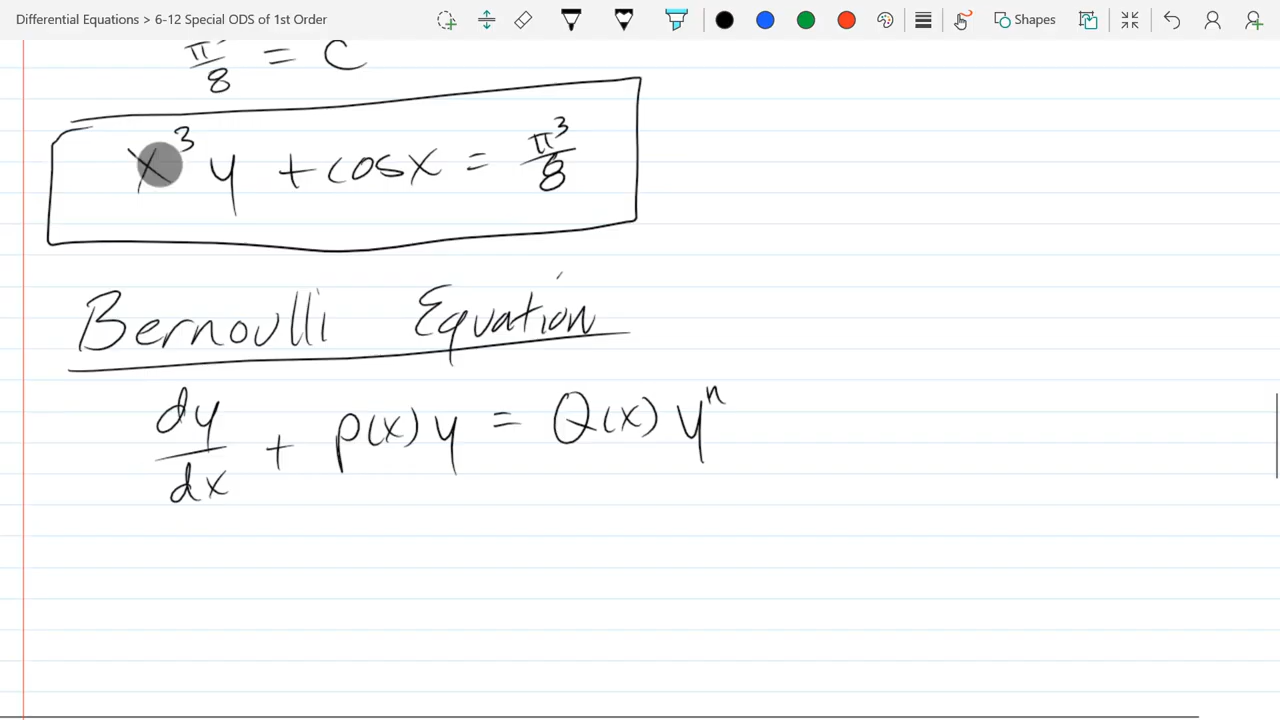 Differential Equations > 6-12 Special ODS of 1st Order
Shapes
π³/8 = C
x³y + cosx = π³/8
Bernoulli Equation
dy/dx + p(x)y = Q(x)yⁿ